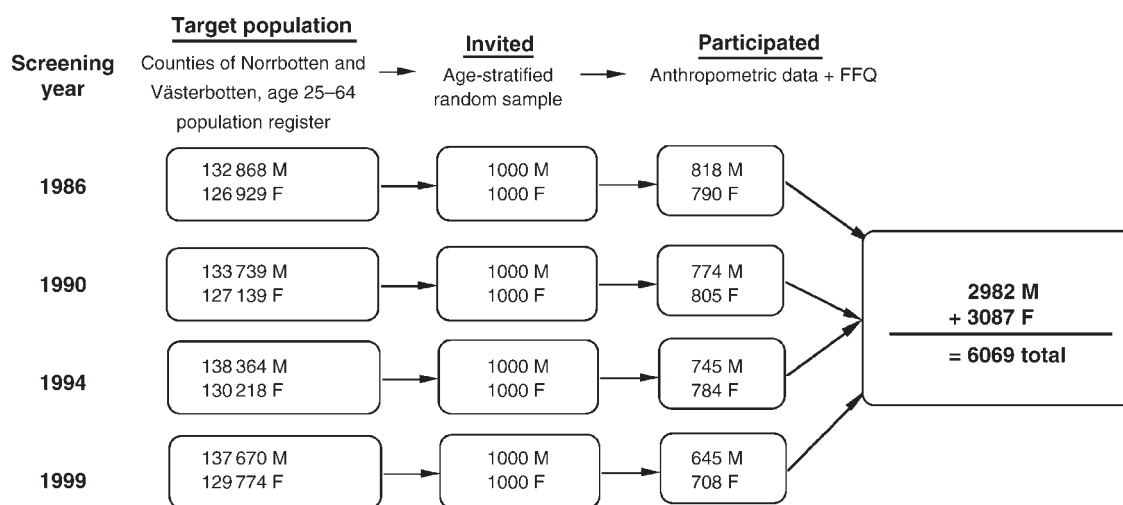 Screening
year
Target population
Counties of Norrbotten and
Västerbotten, age 25–64
population register
Invited
Age-stratified
random sample
Participated
Anthropometric data + FFQ
1986
132 868 M
126 929 F
1000 M
1000 F
818 M
790 F
1990
133 739 M
127 139 F
1000 M
1000 F
774 M
805 F
1994
138 364 M
130 218 F
1000 M
1000 F
745 M
784 F
1999
137 670 M
129 774 F
1000 M
1000 F
645 M
708 F
2982 M
+ 3087 F
= 6069 total